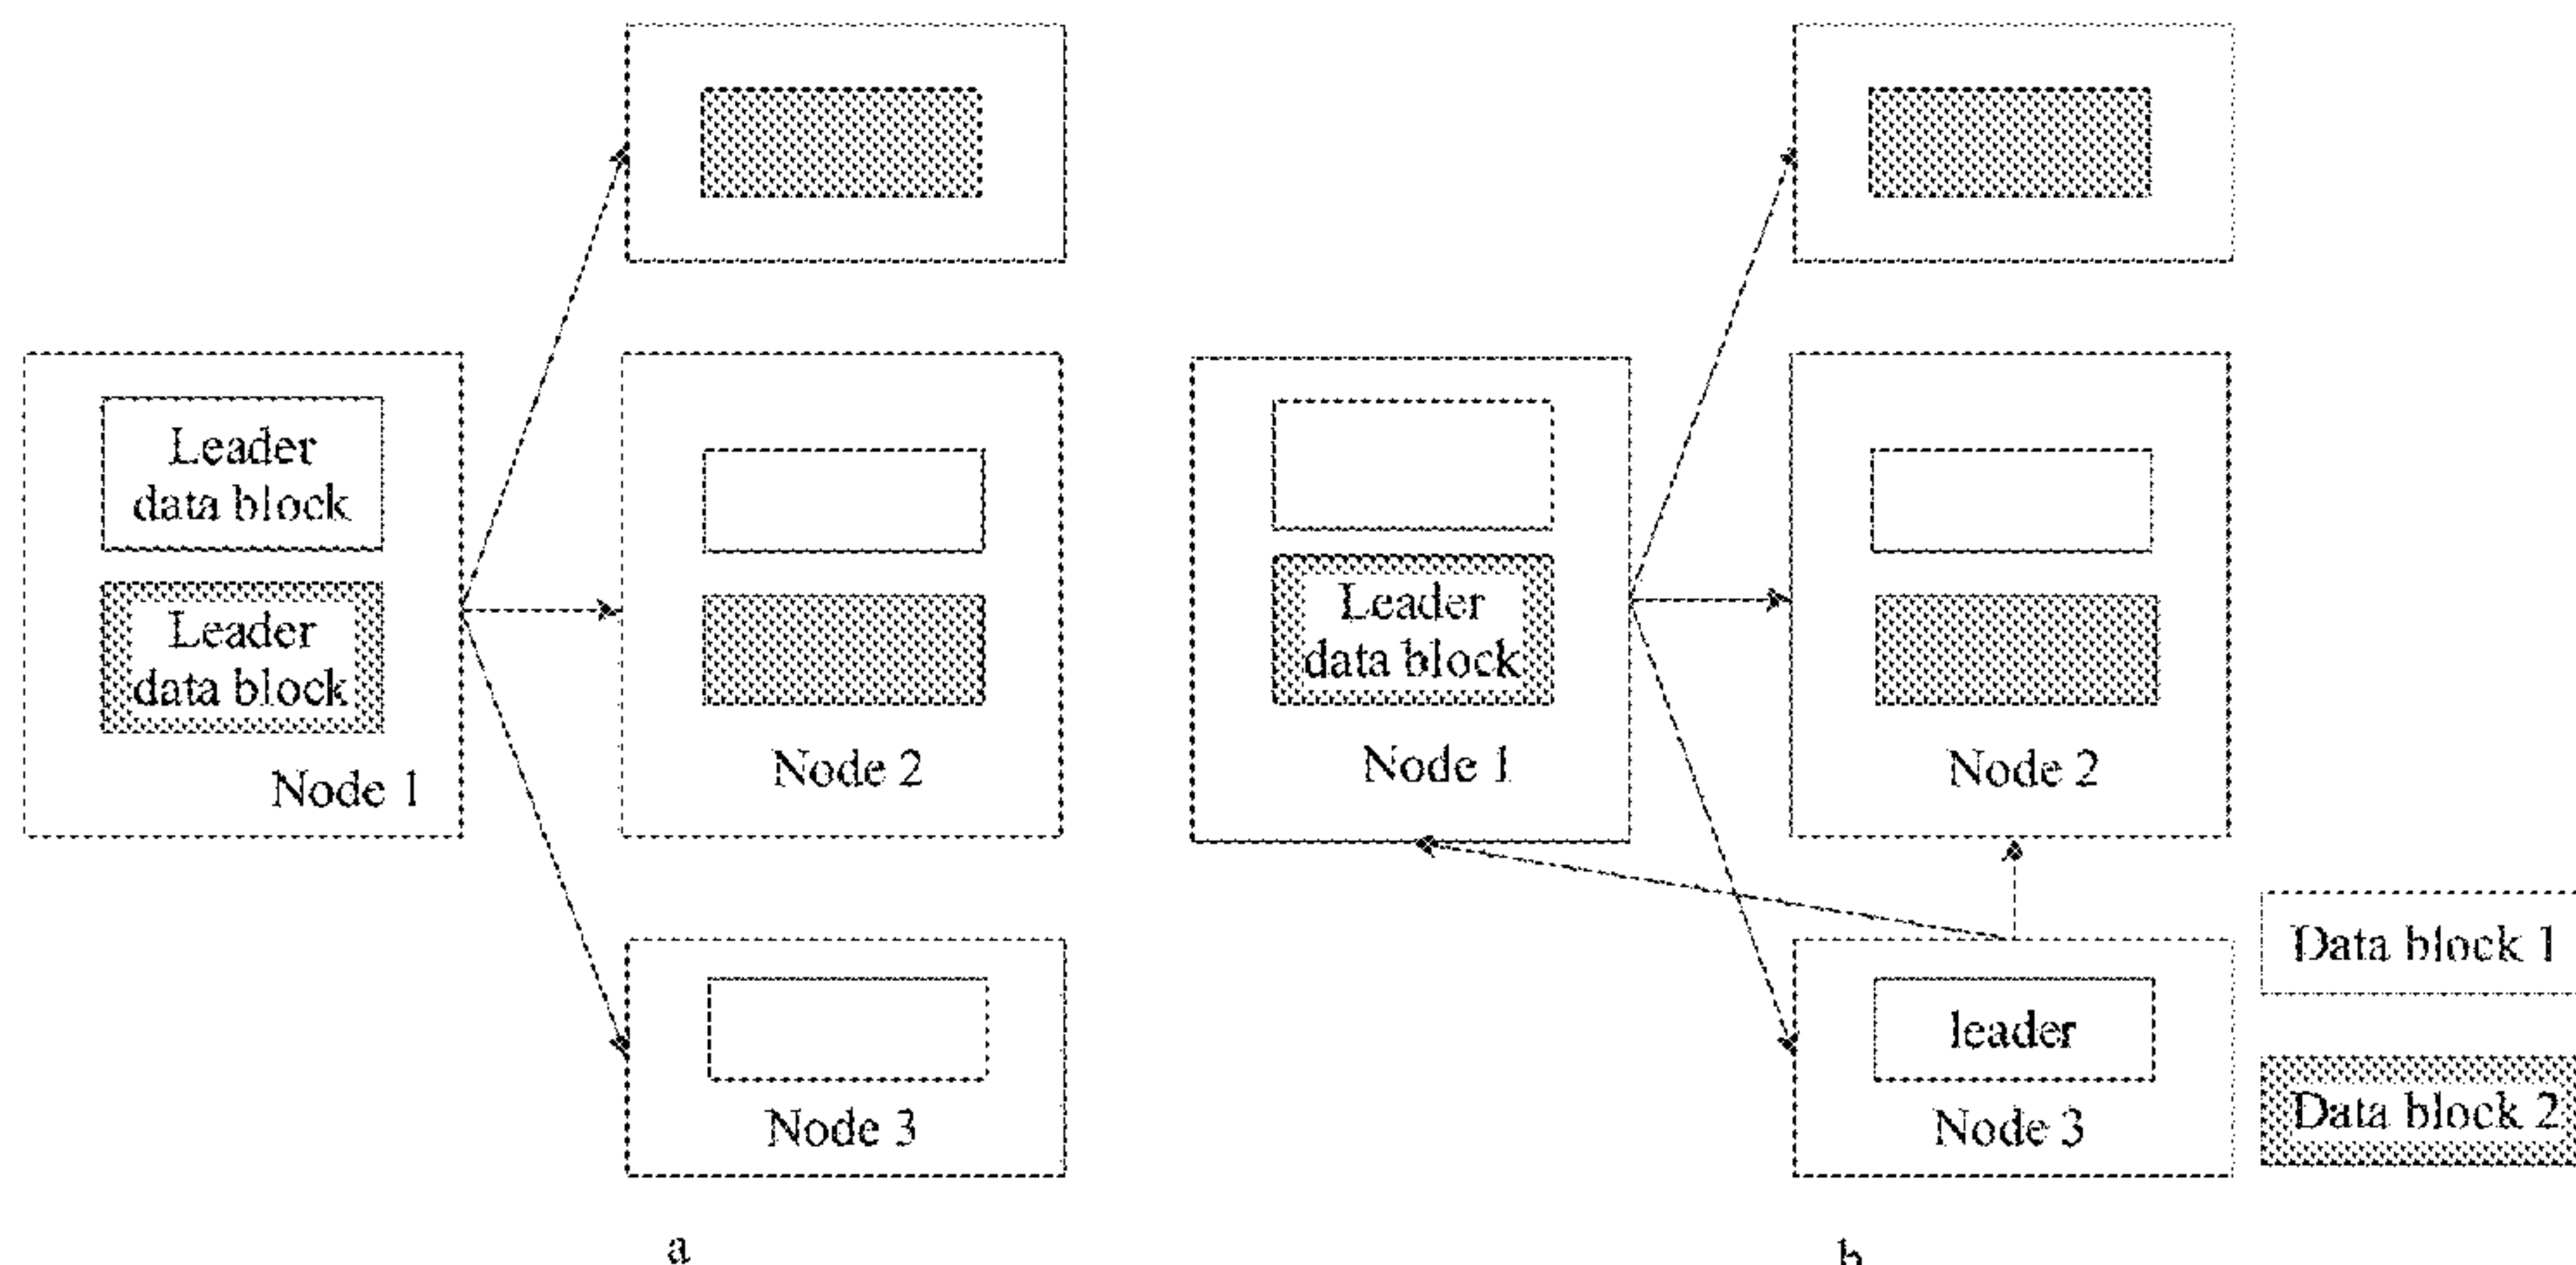 Leader
data block
Leader
data block
Node 1
Node 2
Node 3
a
Leader
data block
Node 1
Node 2
leader
Node 3
Data block 1
Data block 2
b